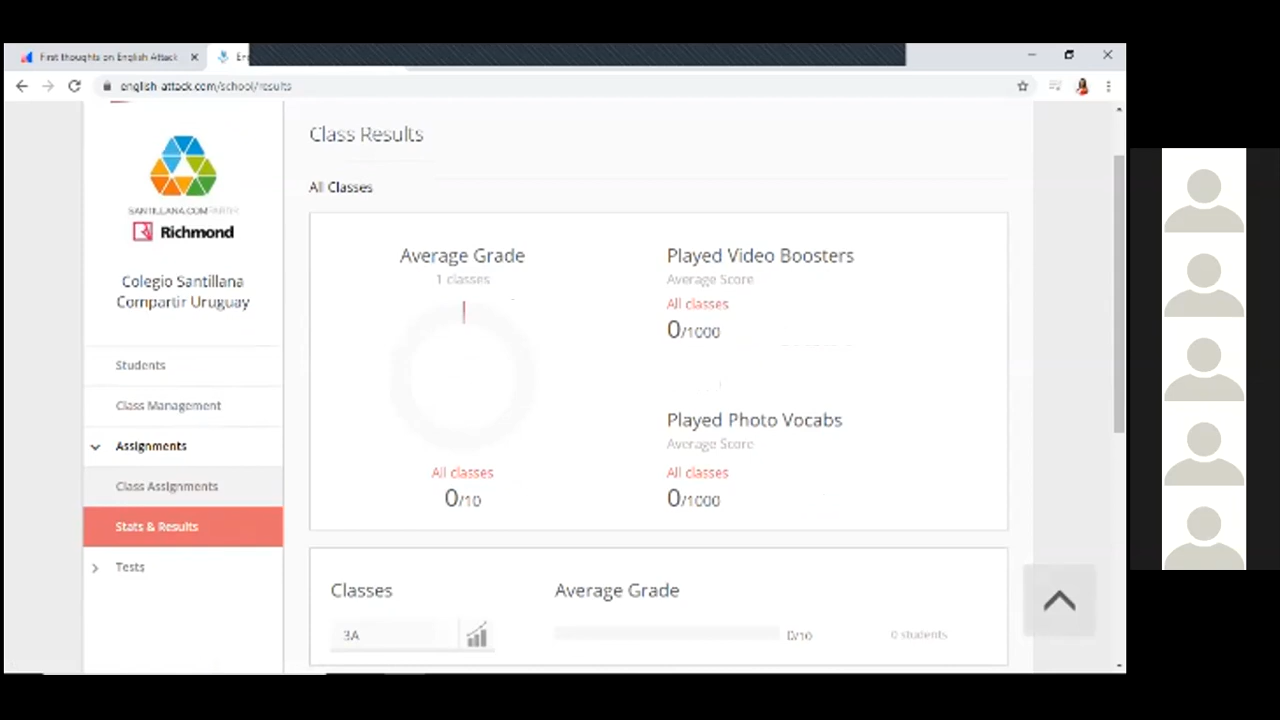 First thoughts on English Attack
english-attack.com/school/results
SANTILLANA.COMPARTIR
Richmond
Colegio Santillana
Compartir Uruguay
Students
Class Management
Assignments
Class Assignments
Stats & Results
Tests
Class Results
All Classes
Average Grade
1 classes
All classes
0/10
Played Video Boosters
Average Score
All classes
0/1000
Played Photo Vocabs
Average Score
All classes
0/1000
Classes
Average Grade
3A
0/10
0 students